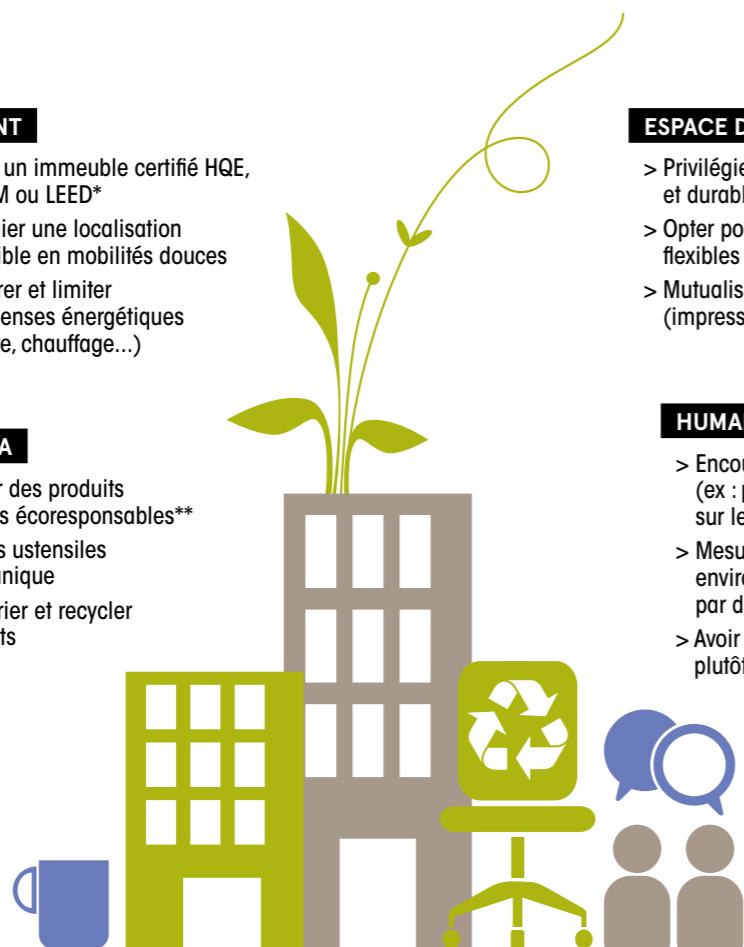 NT
un immeuble certifié HQE,
M ou LEED*
ier une localisation
ible en mobilités douces
rer et limiter
enses énergétiques
e, chauffage...)
A
r des produits
s écoresponsables**
s ustensiles
nique
rier et recycler
ts
ESPACE D
> Privilégie
et durabl
> Opter po
flexibles
> Mutualis
(impress
HUMA
> Encou
(ex : p
sur le
> Mesu
enviro
par d
> Avoir
plutôt